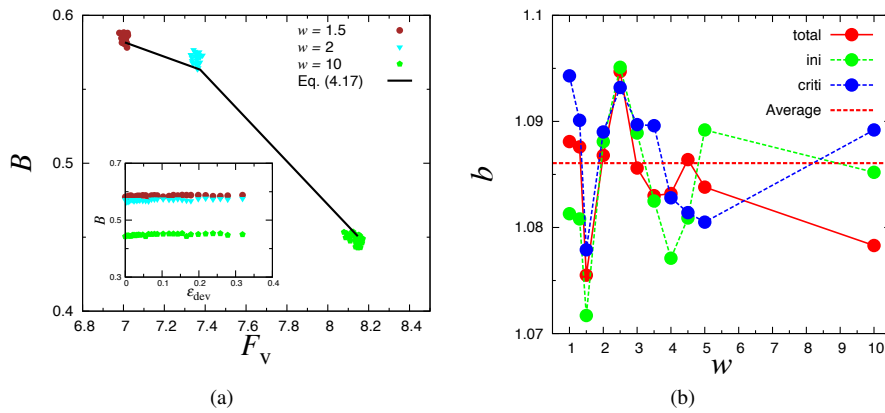 0.6
0.5
0.4
B
6.8 7 7.2 7.4 7.6 7.8 8 8.2 8.4
F_v
w = 1.5
w = 2
w = 10
Eq. (4.17)
0.7
0.5
0.3
B
0 0.1 0.2 0.3 0.4
ε_dev
(a)
1.1
1.09
1.08
1.07
b
1 2 3 4 5 6 7 8 9 10
w
total
ini
criti
Average
(b)